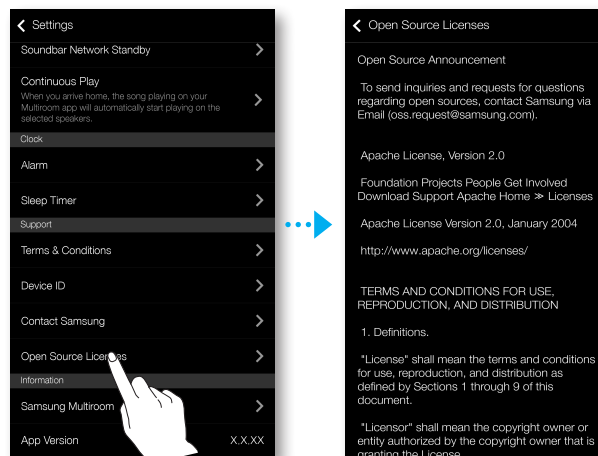 Settings
Soundbar Network Standby
Continuous Play
When you arrive home, the song playing on your
Multiroom app will automatically start playing on the
selected speakers.
Clock
Alarm
Sleep Timer
Support
Terms & Conditions
Device ID
Contact Samsung
Open Source Licenses
Information
Samsung Multiroom
App Version X.X.XX
Open Source Licenses
Open Source Announcement
To send inquiries and requests for questions
regarding open sources, contact Samsung via
Email (oss.request@samsung.com).
Apache License, Version 2.0
Foundation Projects People Get Involved
Download Support Apache Home ≫ Licenses
Apache License Version 2.0, January 2004
http://www.apache.org/licenses/
TERMS AND CONDITIONS FOR USE,
REPRODUCTION, AND DISTRIBUTION
1. Definitions.
"License" shall mean the terms and conditions
for use, reproduction, and distribution as
defined by Sections 1 through 9 of this
document.
"Licensor" shall mean the copyright owner or
entity authorized by the copyright owner that is
granting the License.